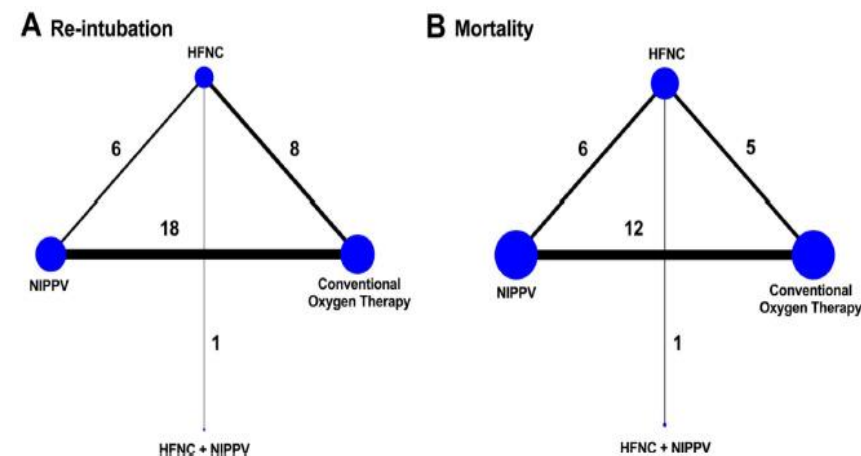 A Re-intubation
HFNC
6
8
18
NIPPV
Conventional
Oxygen Therapy
1
HFNC + NIPPV
B Mortality
HFNC
6
5
12
NIPPV
Conventional
Oxygen Therapy
1
HFNC + NIPPV